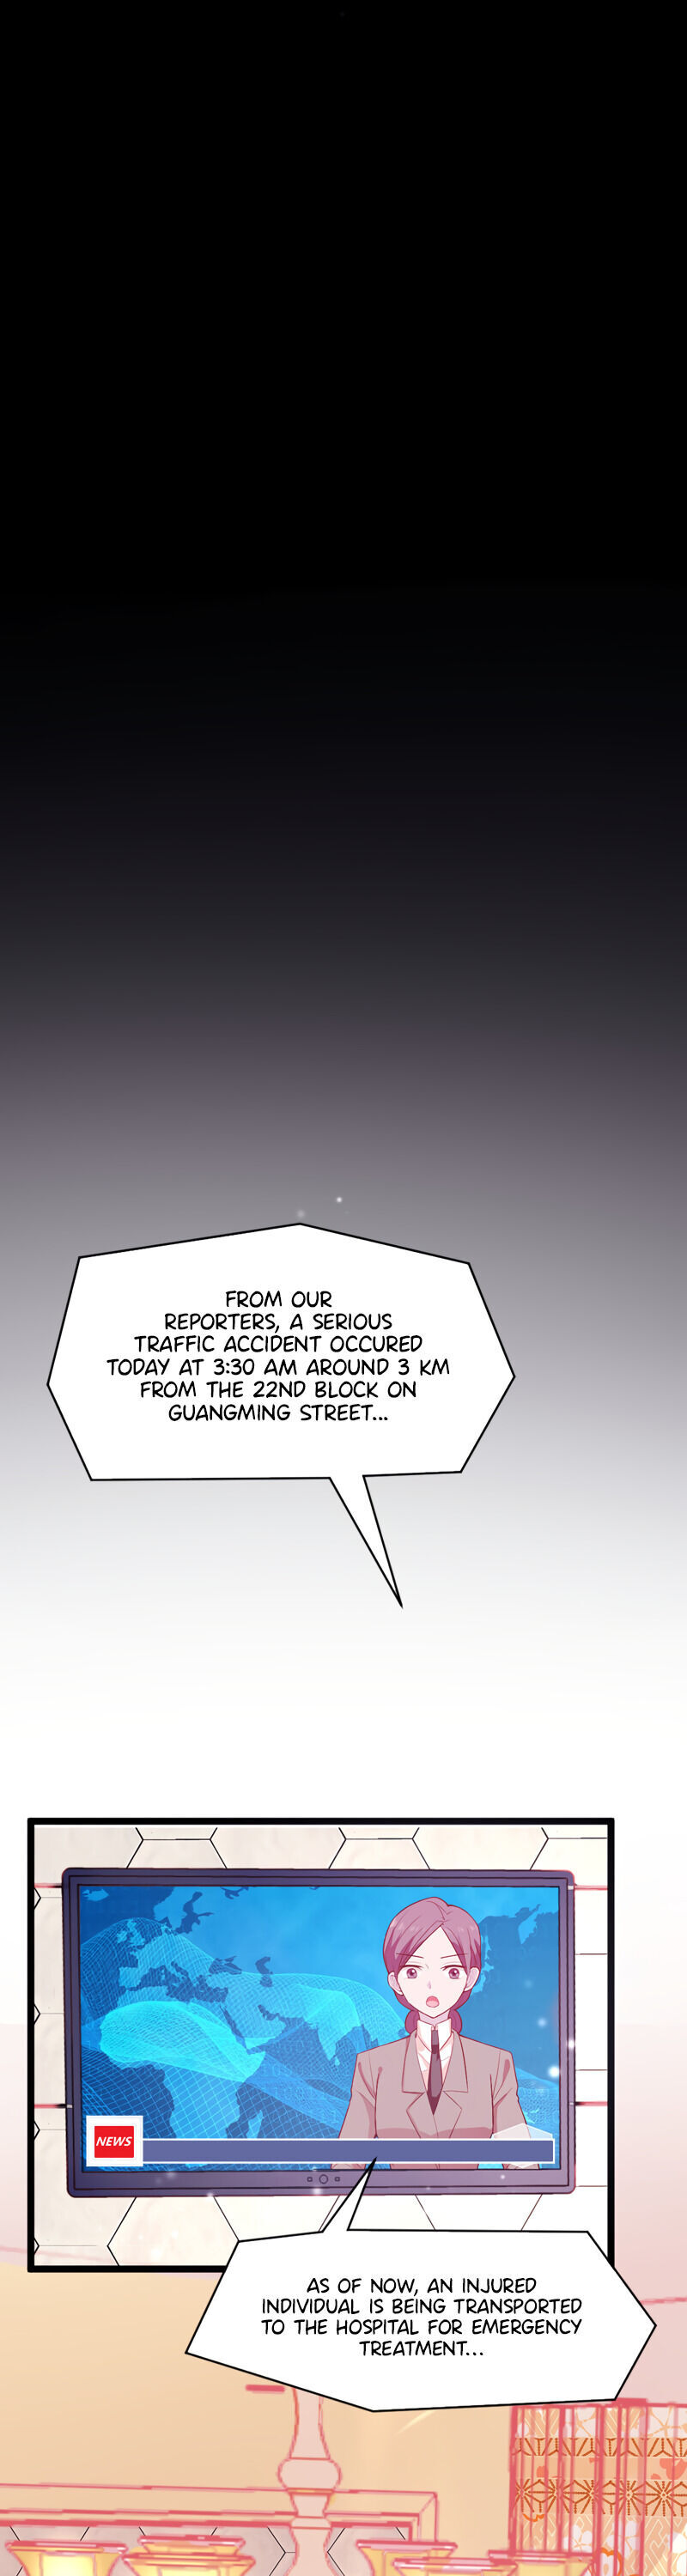 FROM OUR
REPORTERS, A SERIOUS
TRAFFIC ACCIDENT OCCURED
TODAY AT 3:30 AM AROUND 3 KM
FROM THE 22ND BLOCK ON
GUANGMING STREET...
NEWS
AS OF NOW, AN INJURED
INDIVIDUAL IS BEING TRANSPORTED
TO THE HOSPITAL FOR EMERGENCY
TREATMENT...